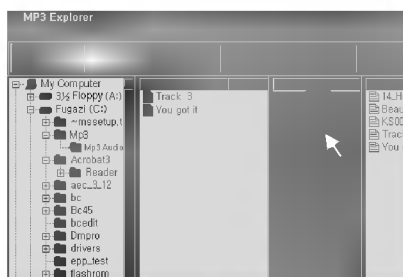 MP3 Explorer
My Computer
3½ Floppy (A:)
Fugazi (C:)
~mssetup.t
Mp3
Mp3 Audio
Acrobat3
Reader
aec_3_12
bc
Bc45
bcedit
Dmpro
drivers
epp_test
flashrom
Track 3
You got it
14_H
Beau
KS00
Trac
You